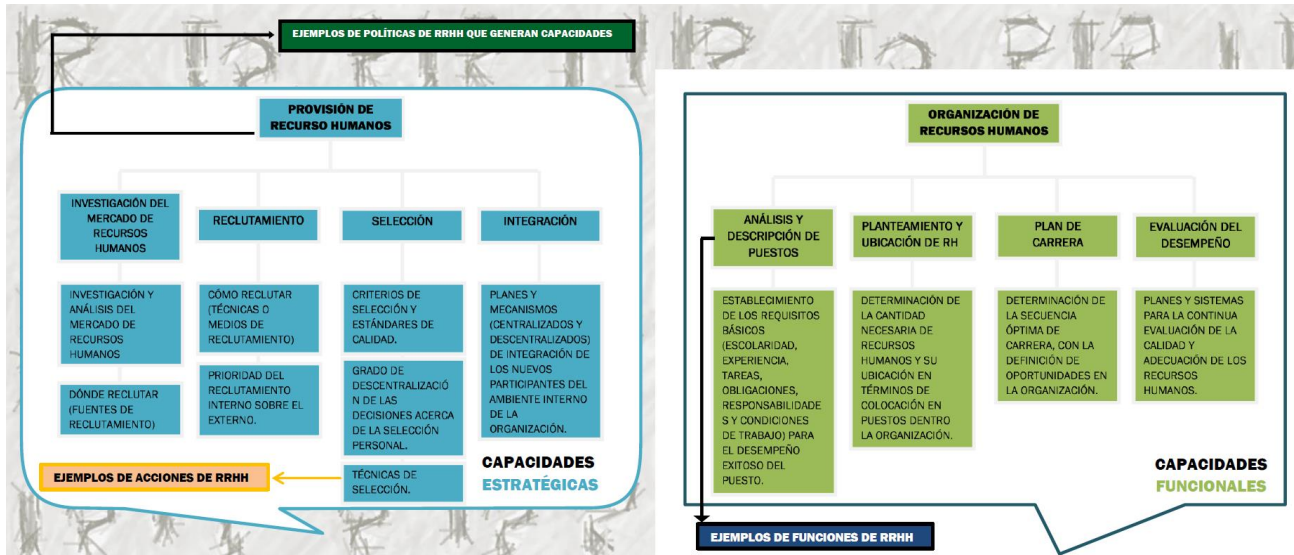 EJEMPLOS DE POLÍTICAS DE RRHH QUE GENERAN CAPACIDADES
PROVISIÓN DE
RECURSO HUMANOS
INVESTIGACIÓN DEL
MERCADO DE
RECURSOS
HUMANOS
RECLUTAMIENTO
SELECCIÓN
INTEGRACIÓN
INVESTIGACIÓN Y
ANÁLISIS DEL
MERCADO DE
RECURSOS
HUMANOS
DÓNDE RECLUTAR
(FUENTES DE
RECLUTAMIENTO)
CÓMO RECLUTAR
(TÉCNICAS O
MEDIOS DE
RECLUTAMIENTO)
PRIORIDAD DEL
RECLUTAMIENTO
INTERNO SOBRE EL
EXTERNO.
CRITERIOS DE
SELECCIÓN Y
ESTÁNDARES DE
CALIDAD.
GRADO DE
DESCENTRALIZACIÓ
N DE LAS
DECISIONES ACERCA
DE LA SELECCIÓN
PERSONAL.
TÉCNICAS DE
SELECCIÓN.
PLANES Y
MECANISMOS
(CENTRALIZADOS Y
DESCENTRALIZADOS)
DE INTEGRACIÓN DE
LOS NUEVOS
PARTICIPANTES DEL
AMBIENTE INTERNO
DE LA
ORGANIZACIÓN.
EJEMPLOS DE ACCIONES DE RRHH
CAPACIDADES
ESTRATÉGICAS
ORGANIZACIÓN DE
RECURSOS HUMANOS
ANÁLISIS Y
DESCRIPCIÓN DE
PUESTOS
PLANTEAMIENTO Y
UBICACIÓN DE RH
PLAN DE
CARRERA
EVALUACIÓN DEL
DESEMPEÑO
ESTABLECIMIENTO
DE LOS REQUISITOS
BÁSICOS
(ESCOLARIDAD,
EXPERIENCIA,
TAREAS,
OBLIGACIONES,
RESPONSABILIDADE
S Y CONDICIONES
DE TRABAJO) PARA
EL DESEMPEÑO
EXITOSO DEL
PUESTO.
DETERMINACIÓN DE
LA CANTIDAD
NECESARIA DE
RECURSOS
HUMANOS Y SU
UBICACIÓN EN
TÉRMINOS DE
COLOCACIÓN EN
PUESTOS DENTRO
LA ORGANIZACIÓN.
DETERMINACIÓN DE
LA SECUENCIA
ÓPTIMA DE
CARRERA, CON LA
DEFINICIÓN DE
OPORTUNIDADES EN
LA ORGANIZACIÓN.
PLANES Y SISTEMAS
PARA LA CONTINUA
EVALUACIÓN DE LA
CALIDAD Y
ADECUACIÓN DE LOS
RECURSOS
HUMANOS.
CAPACIDADES
FUNCIONALES
EJEMPLOS DE FUNCIONES DE RRHH